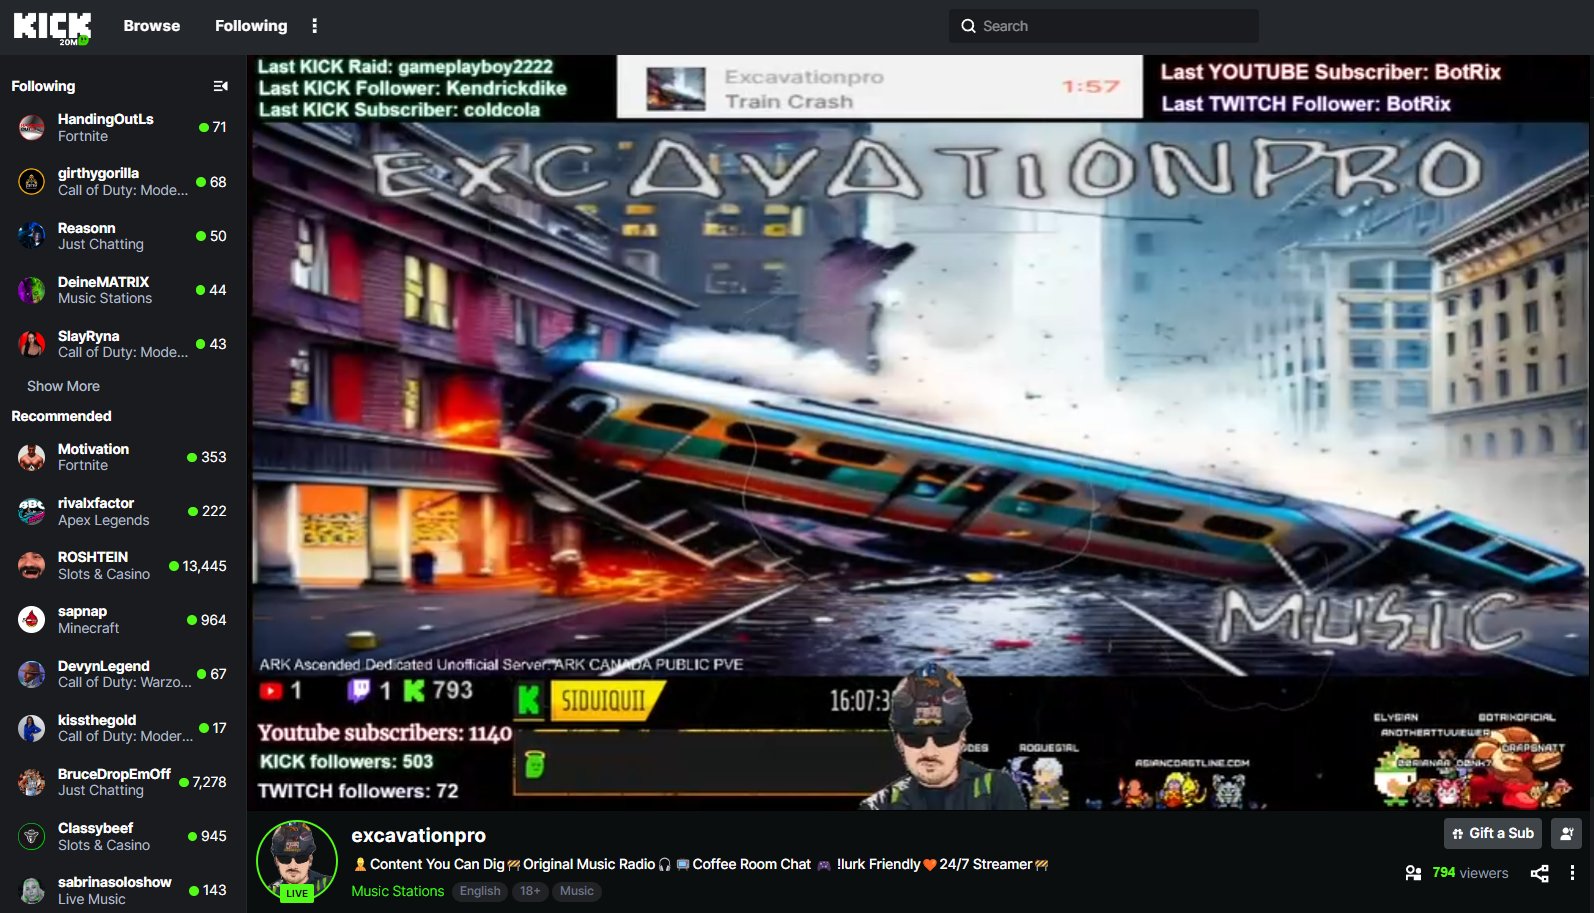 KICK
20M
Browse
Following
Search
Following
HandingOutLs
Fortnite
71
girthygorilla
Call of Duty: Mode...
68
Reasonn
Just Chatting
50
DeineMATRIX
Music Stations
44
SlayRyna
Call of Duty: Mode...
43
Show More
Recommended
Motivation
Fortnite
353
rivalxfactor
Apex Legends
222
ROSHTEIN
Slots & Casino
13,445
sapnap
Minecraft
964
DevynLegend
Call of Duty: Warzo...
67
kissthegold
Call of Duty: Moder...
17
BruceDropEmOff
Just Chatting
7,278
Classybeef
Slots & Casino
945
sabrinasoloshow
Live Music
143
Last KICK Raid: gameplayboy2222
Last KICK Follower: Kendrickdike
Last KICK Subscriber: coldcola
Excavationpro
Train Crash
1:57
Last YOUTUBE Subscriber: BotRix
Last TWITCH Follower: BotRix
EXCAVATIONPRO
MUSIC
ARK Ascended Dedicated Unofficial Server: ARK CANADA PUBLIC PVE
1 1 K 793
K SIDUIQUII
16:07:3
Youtube subscribers: 1140
KICK followers: 503
TWITCH followers: 72
ROGUEG1RL
ASIANCOASTLINE.COM
ELYSIAN
BOTRIXOFICIAL
ANOTHERTTVVIEWER
DRAPSNATT
LIVE
excavationpro
Content You Can Dig Original Music Radio Coffee Room Chat !lurk Friendly 24/7 Streamer
Music Stations English 18+ Music
Gift a Sub
794 viewers